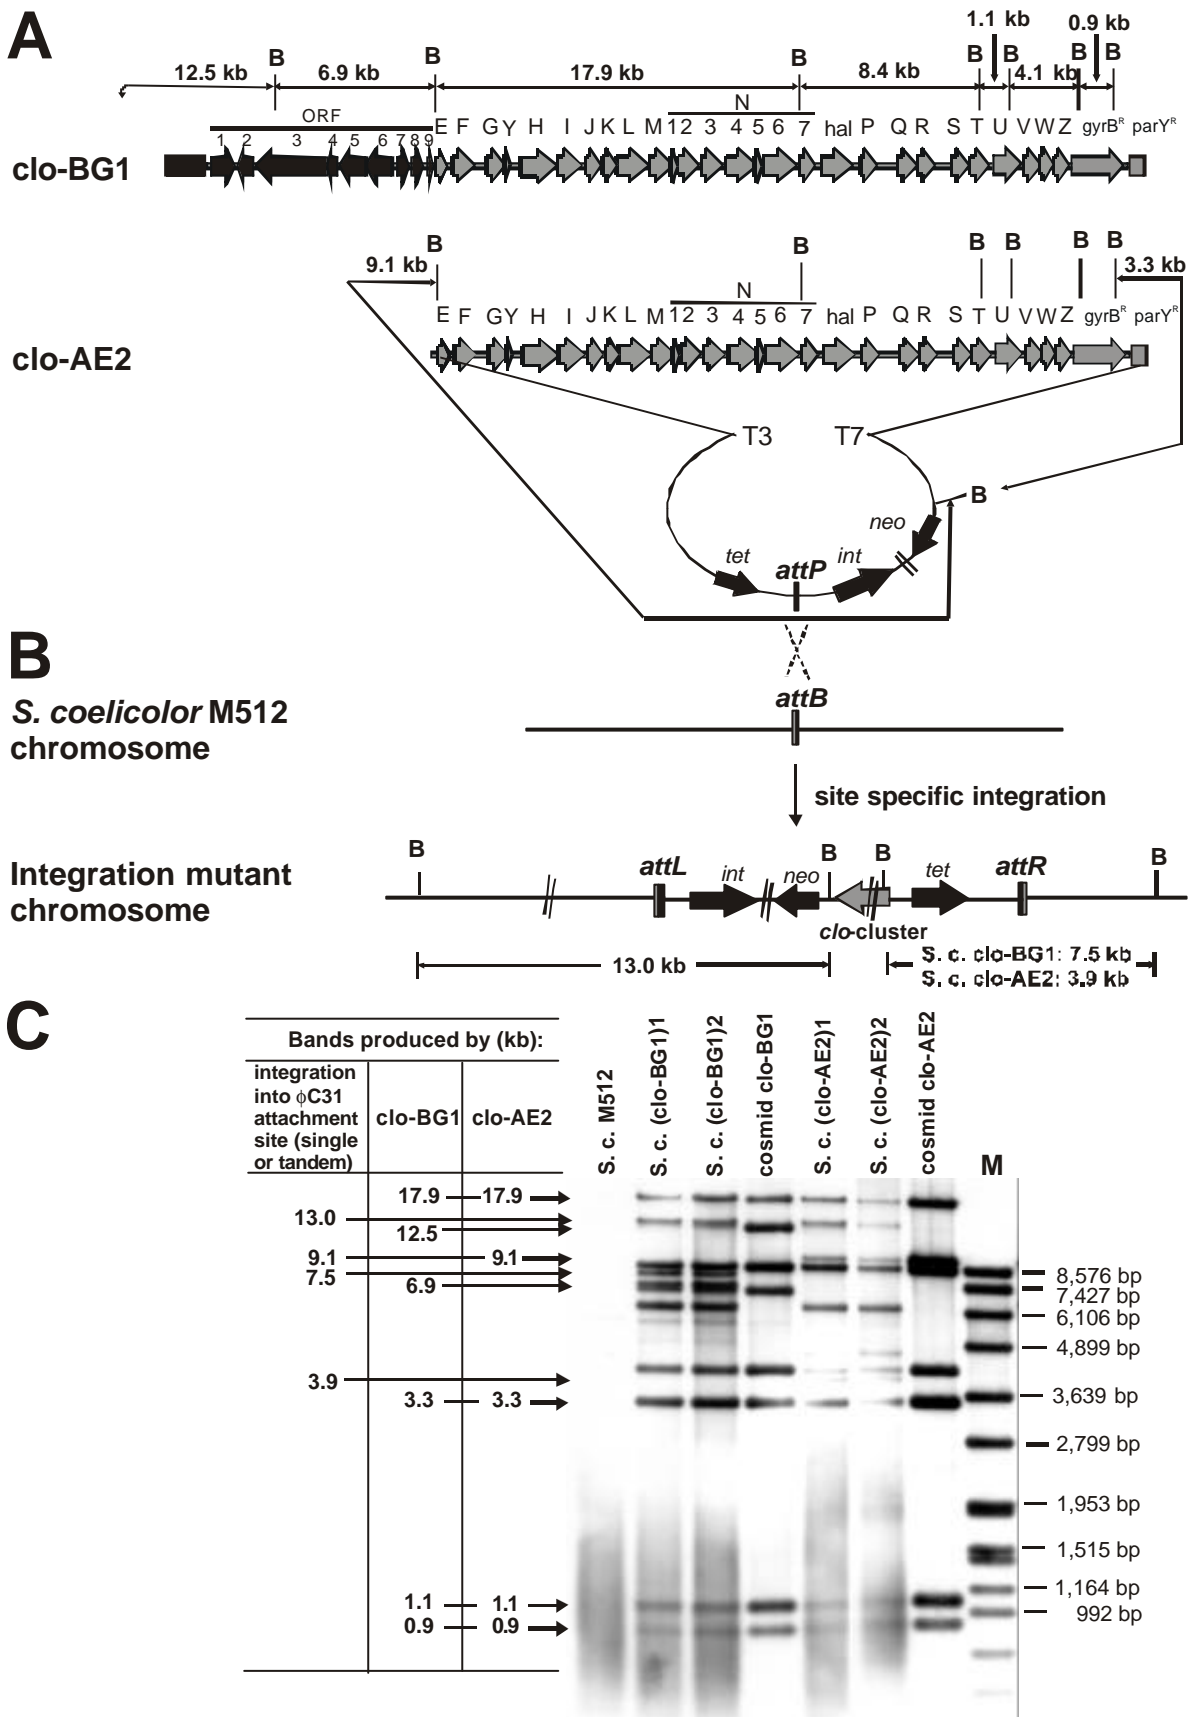 A
1.1 kb 0.9 kb
B B B B B B B
12.5 kb 6.9 kb 17.9 kb 8.4 kb 4.1 kb
ORF N
E F G Y H I J K L M 1 2 3 4 5 6 7 hal P Q R S T U V W Z gyrBᴿ parYᴿ
1 2 3 4 5 6 7 8 9
clo-BG1
B B B B B B
9.1 kb 3.3 kb
N
E F G Y H I J K L M 1 2 3 4 5 6 7 hal P Q R S T U V W Z gyrBᴿ parYᴿ
clo-AE2
T3 T7
B
neo
tet attP int
B
S. coelicolor M512
chromosome
attB
site specific integration
Integration mutant
chromosome
B attL int neo B B tet attR B
clo-cluster
13.0 kb
S. c. clo-BG1: 7.5 kb
S. c. clo-AE2: 3.9 kb
C
Bands produced by (kb):
integration
into ϕC31
attachment
site (single
or tandem)
clo-BG1 clo-AE2
S. c. M512
S. c. (clo-BG1)1
S. c. (clo-BG1)2
cosmid clo-BG1
S. c. (clo-AE2)1
S. c. (clo-AE2)2
cosmid clo-AE2
M
17.9 17.9
13.0
12.5
9.1 9.1
7.5
6.9
3.9
3.3 3.3
1.1 1.1
0.9 0.9
8,576 bp
7,427 bp
6,106 bp
4,899 bp
3,639 bp
2,799 bp
1,953 bp
1,515 bp
1,164 bp
992 bp